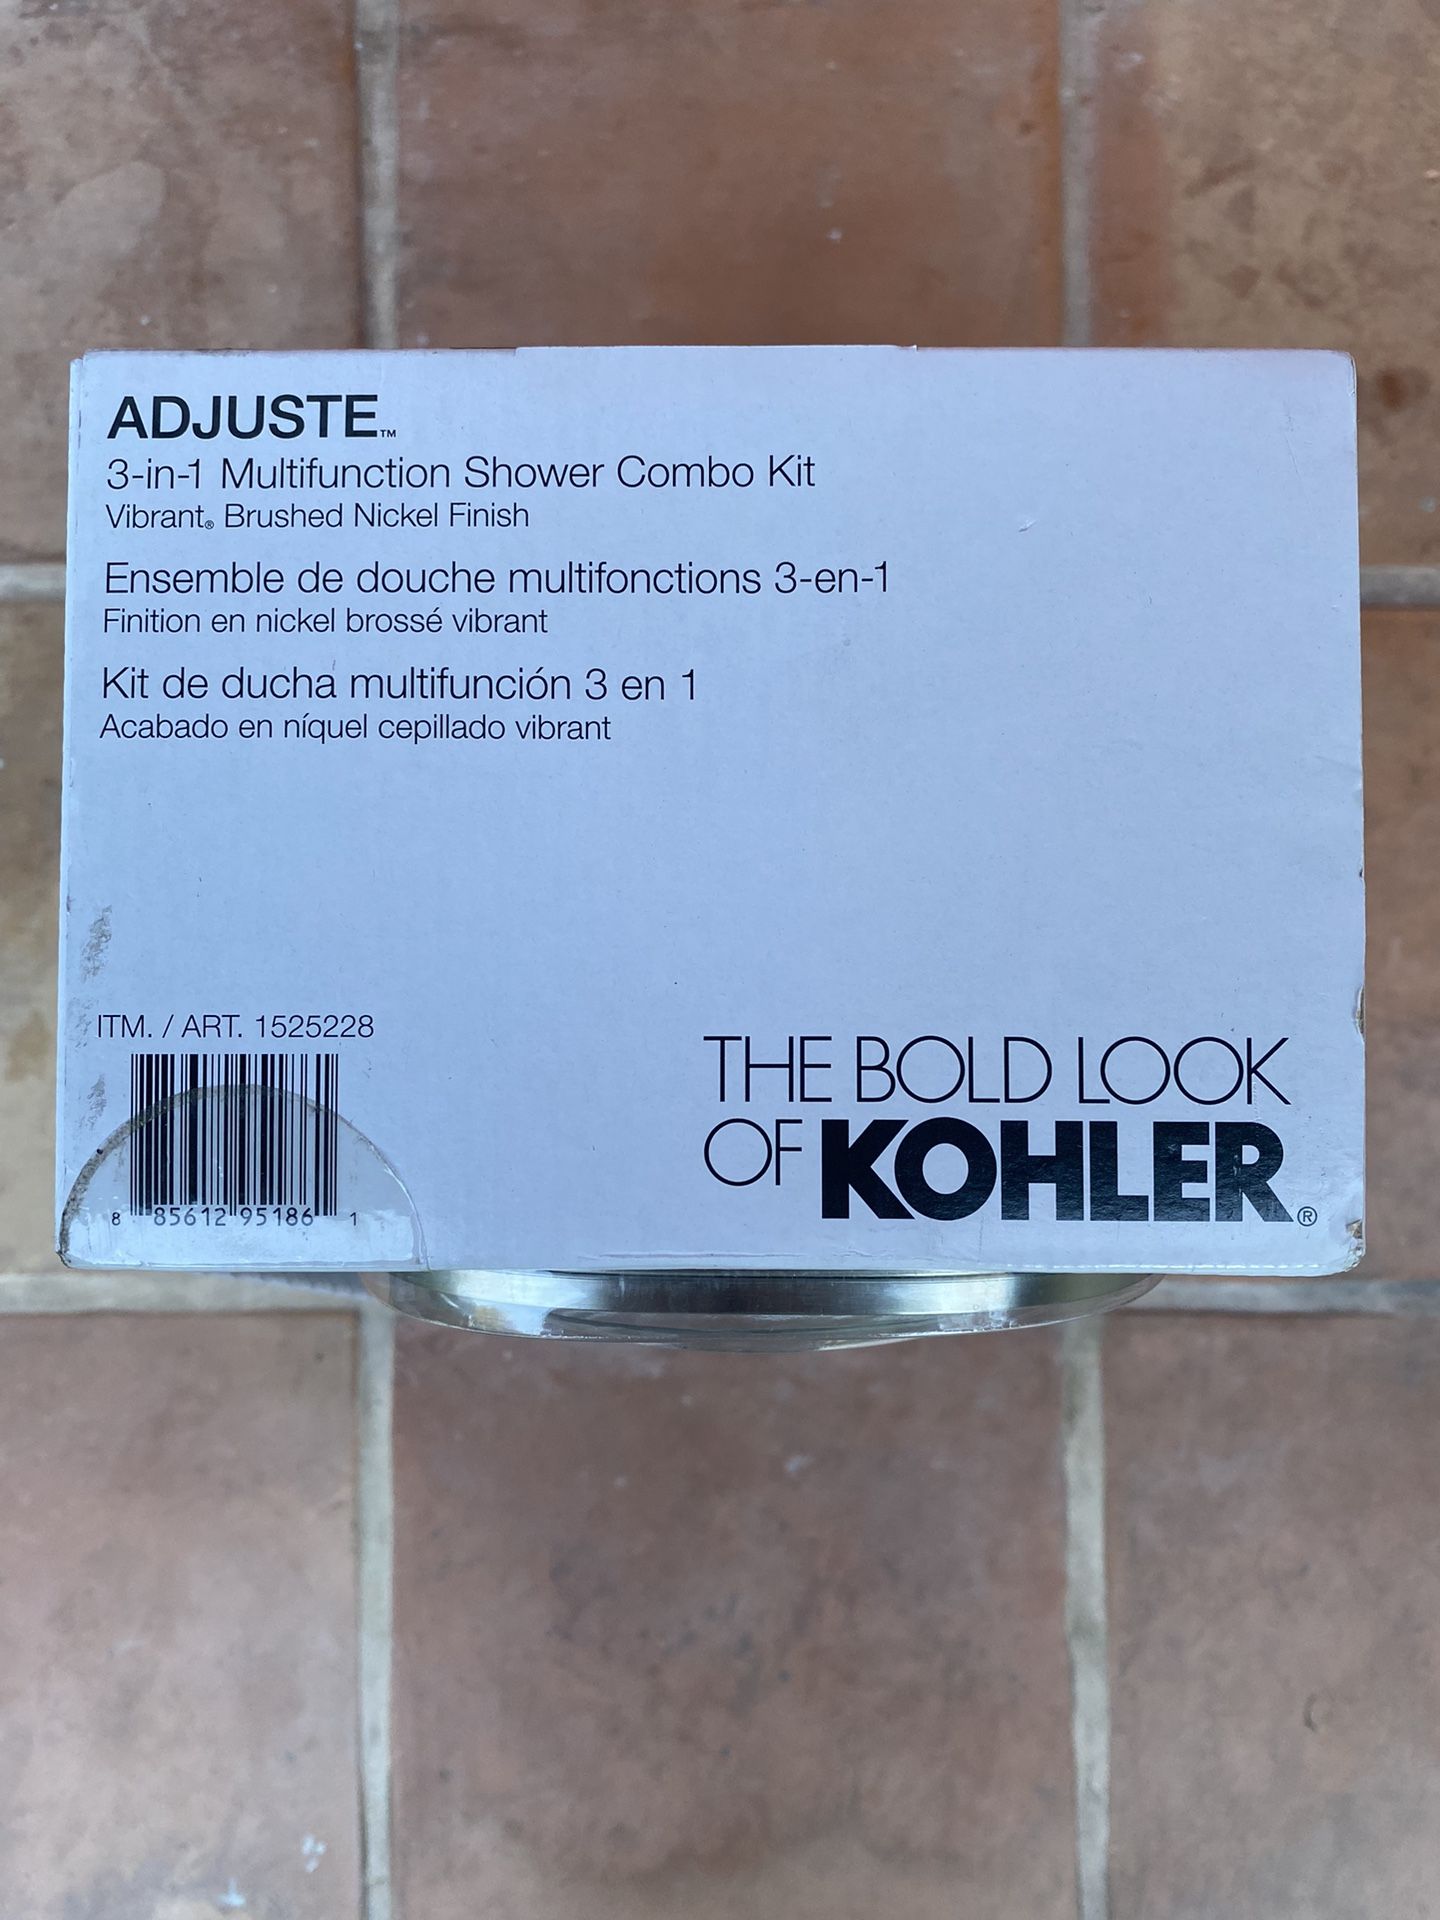 ADJUSTE™
3-in-1 Multifunction Shower Combo Kit
Vibrant® Brushed Nickel Finish
Ensemble de douche multifonctions 3-en-1
Finition en nickel brossé vibrant
Kit de ducha multifunción 3 en 1
Acabado en níquel cepillado vibrant
ITM. / ART. 1525228
8 85612 95186 1
THE BOLD LOOK
OF KOHLER®